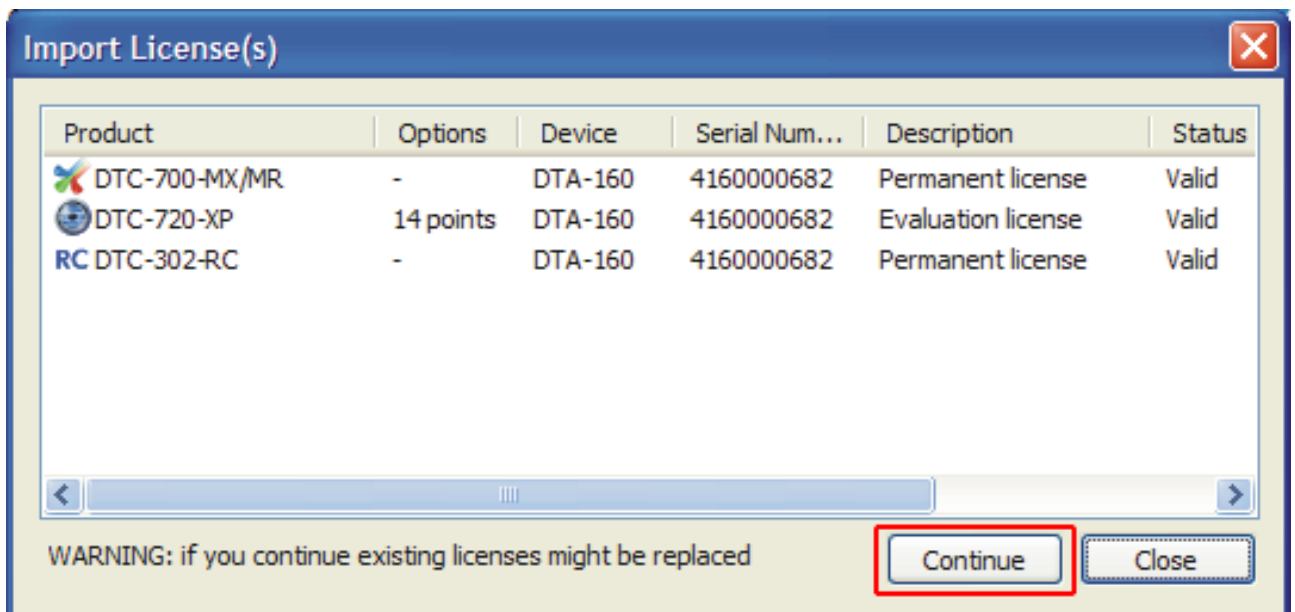 Import License(s)
Product Options Device Serial Num... Description Status
DTC-700-MX/MR - DTA-160 4160000682 Permanent license Valid
DTC-720-XP 14 points DTA-160 4160000682 Evaluation license Valid
RC DTC-302-RC - DTA-160 4160000682 Permanent license Valid
WARNING: if you continue existing licenses might be replaced Continue Close